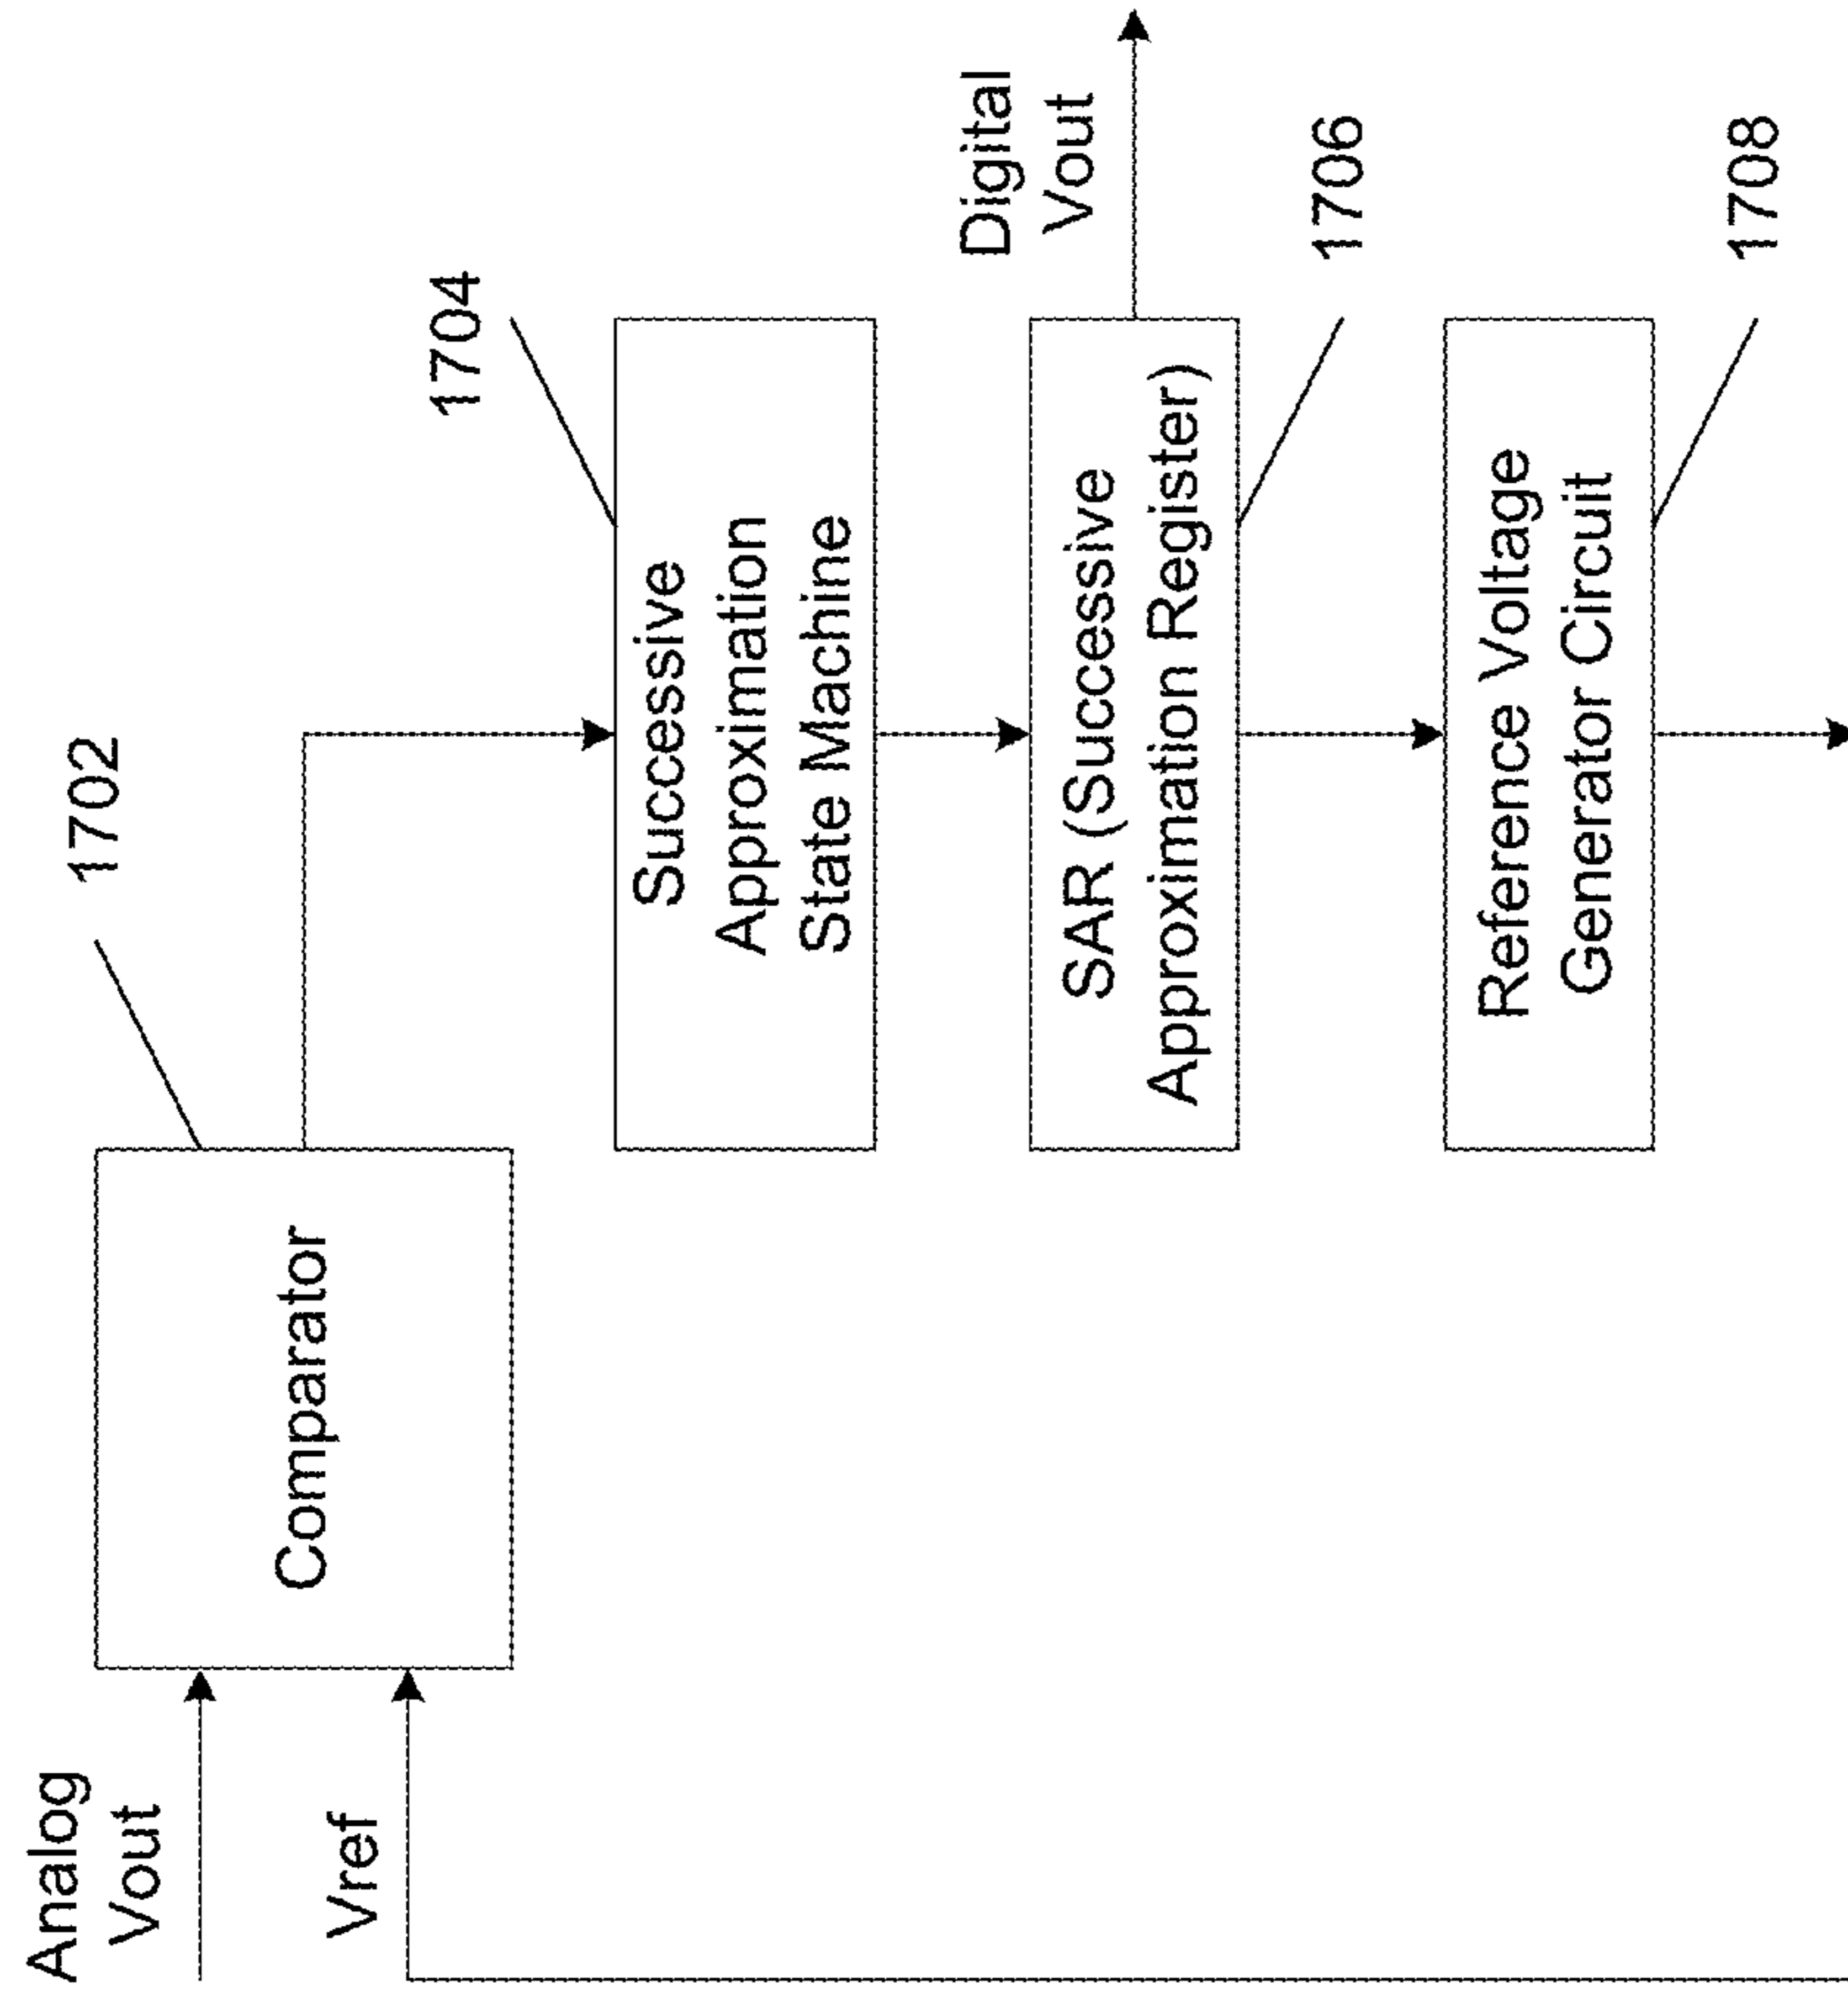 Analog
Vout
Vref
Comparator
1702
1704
Successive
Approximation
State Machine
Digital
Vout
SAR (Successive
Approximation Register)
1706
Reference Voltage
Generator Circuit
1708